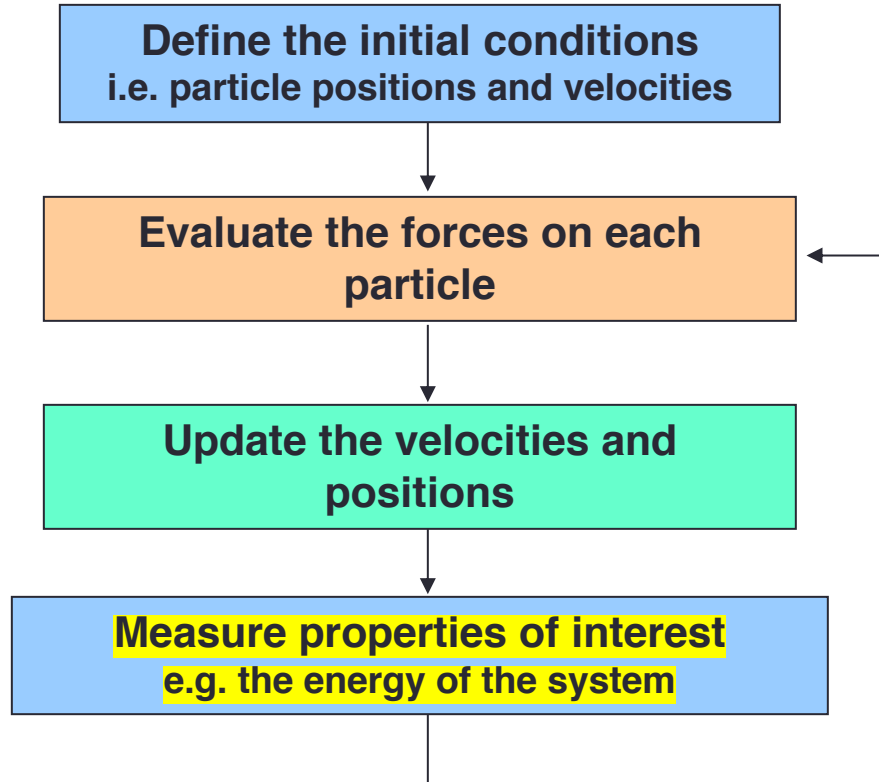 Define the initial conditions
i.e. particle positions and velocities
Evaluate the forces on each
particle
Update the velocities and
positions
Measure properties of interest
e.g. the energy of the system